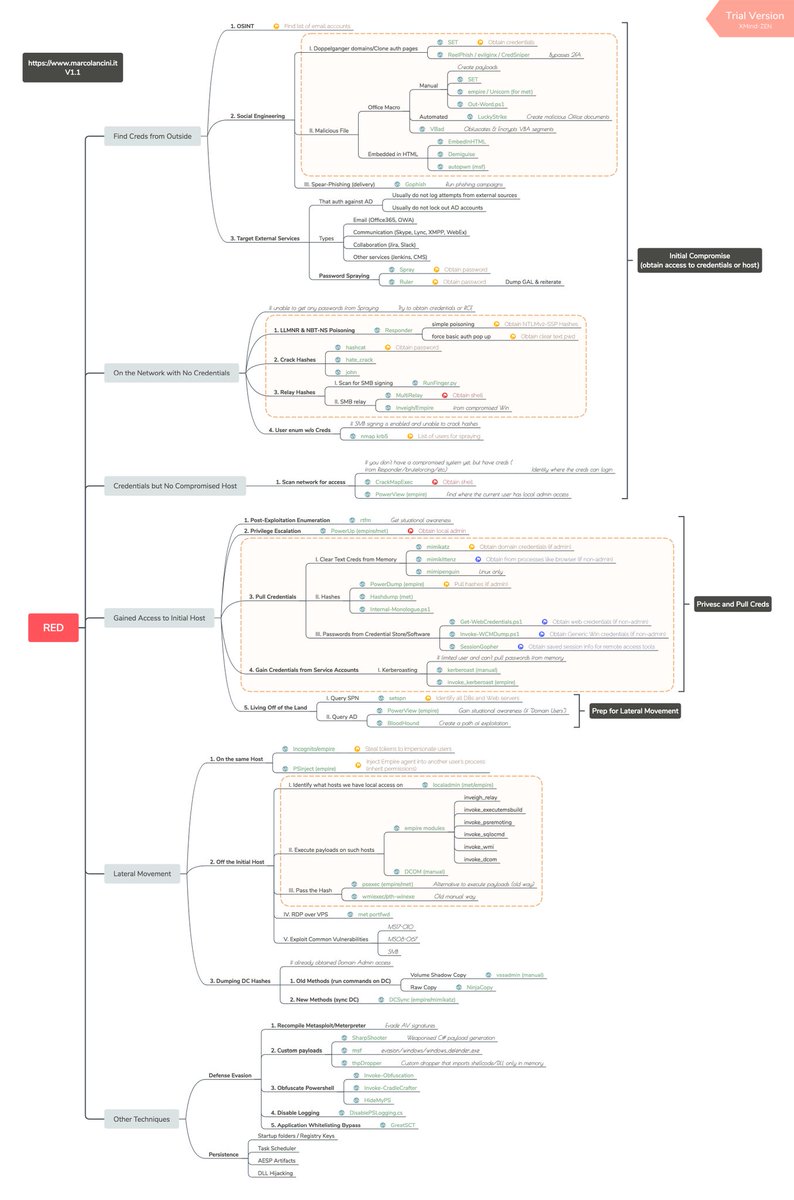 Trial Version
XMind: ZEN
https://www.marcolancini.it
V1.1
RED
Find Creds from Outside
1. OSINT
Find list of email accounts
2. Social Engineering
I. Doppelganger domains/Clone auth pages
SET
Obtain credentials
ReelPhish / evilginx / CredSniper
Bypasses 2FA
II. Malicious File
Office Macro
Manual
Create payloads
SET
empire / Unicorn (for met)
Out-Word.ps1
Automated
LuckyStrike
Create malicious Office documents
VBad
Obfuscates & Encrypts VBA segments
Embedded in HTML
EmbedInHTML
Demiguise
autopwn (msf)
III. Spear-Phishing (delivery)
Gophish
Run phishing campaigns
3. Target External Services
That auth against AD
Usually do not log attempts from external sources
Usually do not lock out AD accounts
Types
Email (Office365, OWA)
Communication (Skype, Lync, XMPP, WebEx)
Collaboration (Jira, Slack)
Other services (Jenkins, CMS)
Password Spraying
Spray
Obtain password
Ruler
Obtain password
Dump GAL & reiterate
Initial Compromise
(obtain access to credentials or host)
On the Network with No Credentials
If unable to get any passwords from Spraying
Try to obtain credentials or RCE
1. LLMNR & NBT-NS Poisoning
Responder
simple poisoning
Obtain NTLMv2-SSP Hashes
force basic auth pop up
Obtain clear text pwd
2. Crack Hashes
hashcat
Obtain password
hate_crack
john
3. Relay Hashes
I. Scan for SMB signing
RunFinger.py
II. SMB relay
MultiRelay
Obtain shell
Inveigh/Empire
from compromised Win
4. User enum w/o Creds
If SMB signing is enabled and unable to crack hashes
nmap krb5
List of users for spraying
Credentials but No Compromised Host
1. Scan network for access
If you don't have a compromised system yet, but have creds (
from Responder/bruteforcing/etc)
Identify where the creds can login
CrackMapExec
Obtain shell
PowerView (empire)
find where the current user has local admin access
Gained Access to Initial Host
1. Post-Exploitation Enumeration
rtfm
Get situational awareness
2. Privilege Escalation
PowerUp (empire/met)
Obtain local admin
3. Pull Credentials
I. Clear Text Creds from Memory
mimikatz
Obtain domain credentials (if admin)
mimikittenz
Obtain from processes like browser (if non-admin)
mimipenguin
Linux only
II. Hashes
PowerDump (empire)
Pull hashes (if admin)
Hashdump (met)
Internal-Monologue.ps1
III. Passwords from Credential Store/Software
Get-WebCredentials.ps1
Obtain web credentials (if non-admin)
Invoke-WCMDump.ps1
Obtain Generic Win credentials (if non-admin)
SessionGopher
Obtain saved session info for remote access tools
4. Gain Credentials from Service Accounts
I. Kerberoasting
If limited user and can't pull passwords from memory
kerberoast (manual)
invoke_kerberoast (empire)
5. Living Off of the Land
I. Query SPN
setspn
Identify all DBs and Web servers
II. Query AD
PowerView (empire)
Gain situational awareness (ie "Domain Users")
BloodHound
Create a path of exploitation
Privesc and Pull Creds
Prep for Lateral Movement
Lateral Movement
1. On the same Host
Incognito/empire
Steal tokens to impersonate users
PSInject (empire)
Inject Empire agent into another user's process
(inherit permissions)
2. Off the Initial Host
I. Identify what hosts we have local access on
localadmin (met/empire)
II. Execute payloads on such hosts
empire modules
inveigh_relay
invoke_executemsbuild
invoke_psremoting
invoke_sqlocmd
invoke_wmi
invoke_dcom
DCOM (manual)
III. Pass the Hash
psexec (empire/met)
Alternative to execute payloads (old way)
wmiexec/pth-winexe
Old manual way
IV. RDP over VPS
met portfwd
V. Exploit Common Vulnerabilities
MS17-010
MS08-067
SMB
3. Dumping DC Hashes
If already obtained Domain Admin access
1. Old Methods (run commands on DC)
Volume Shadow Copy
vssadmin (manual)
Raw Copy
NinjaCopy
2. New Methods (sync DC)
DCSync (empire/mimikatz)
Other Techniques
Defense Evasion
1. Recompile Metasploit/Meterpreter
Evade AV signatures
2. Custom payloads
SharpShooter
Weaponised C# payload generation
msf
evasion/windows/windows_defender_exe
thpDropper
Custom dropper that imports shellcode/DLL only in memory
3. Obfuscate Powershell
Invoke-Obfuscation
Invoke-CradleCrafter
HideMyPS
4. Disable Logging
DisablePSLogging.cs
5. Application Whitelisting Bypass
GreatSCT
Persistence
Startup folders / Registry Keys
Task Scheduler
AESP Artifacts
DLL Hijacking